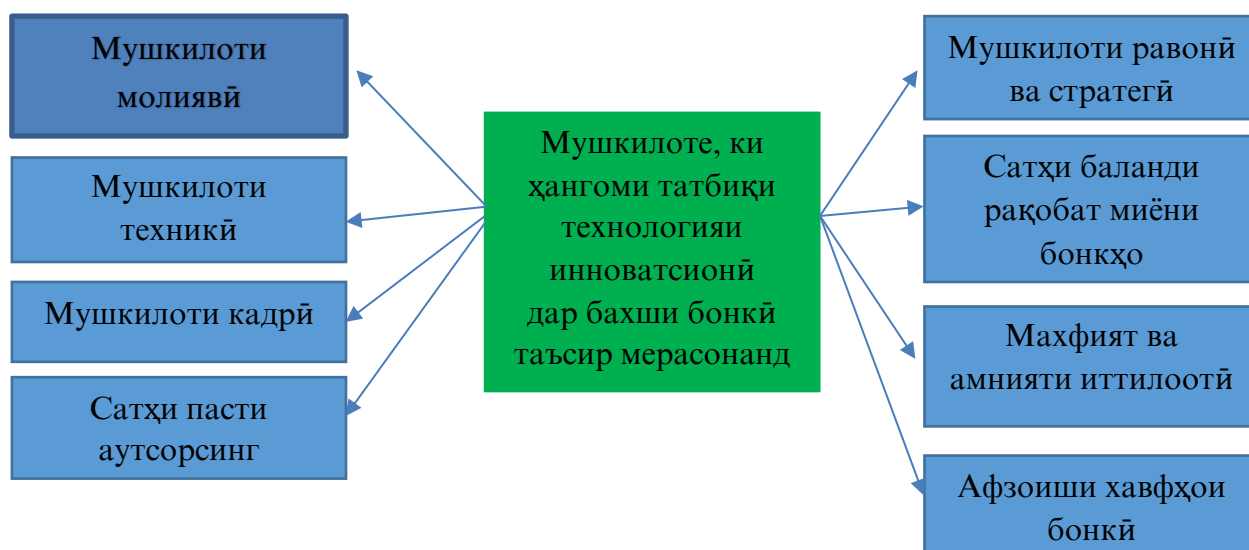 Мушкилоти
молиявӣ
Мушкилоти
техникӣ
Мушкилоти кадрӣ
Сатҳи пасти
аутсорсинг
Мушкилоте, ки
ҳангоми татбиқи
технологияи
инноватсионӣ
дар бахши бонкӣ
таъсир мерасонанд
Мушкилоти равонӣ
ва стратегӣ
Сатҳи баланди
рақобат миёни
бонкҳо
Махфият ва
амнияти иттилоотӣ
Афзоиши хавфҳои
бонкӣ